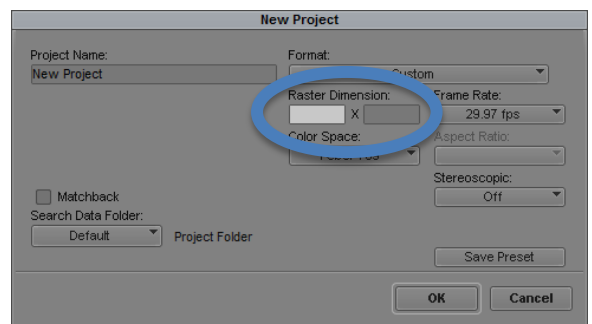 New Project
Project Name:
New Project
Format:
Custom
Raster Dimension:
X
Frame Rate:
29.97 fps
Color Space:
Aspect Ratio:
Stereoscopic:
Off
Matchback
Search Data Folder:
Default
Project Folder
Save Preset
OK
Cancel